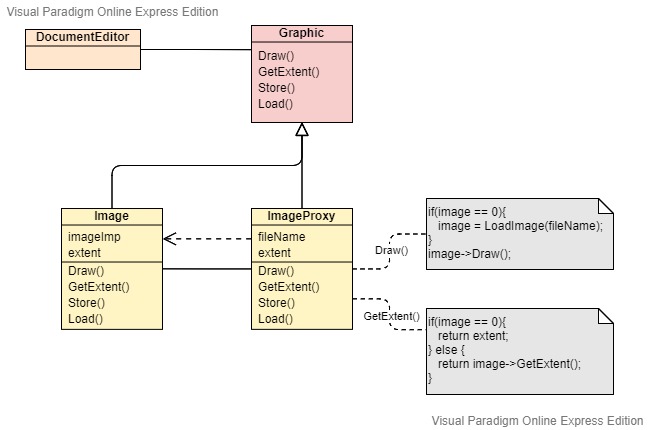 Visual Paradigm Online Express Edition
DocumentEditor
Graphic
Draw()
GetExtent()
Store()
Load()
Image
imageImp
extent
Draw()
GetExtent()
Store()
Load()
ImageProxy
fileName
extent
Draw()
GetExtent()
Store()
Load()
Draw()
if(image == 0){
image = LoadImage(fileName);
}
image->Draw();
GetExtent()
if(image == 0){
return extent;
} else {
return image->GetExtent();
}
Visual Paradigm Online Express Edition